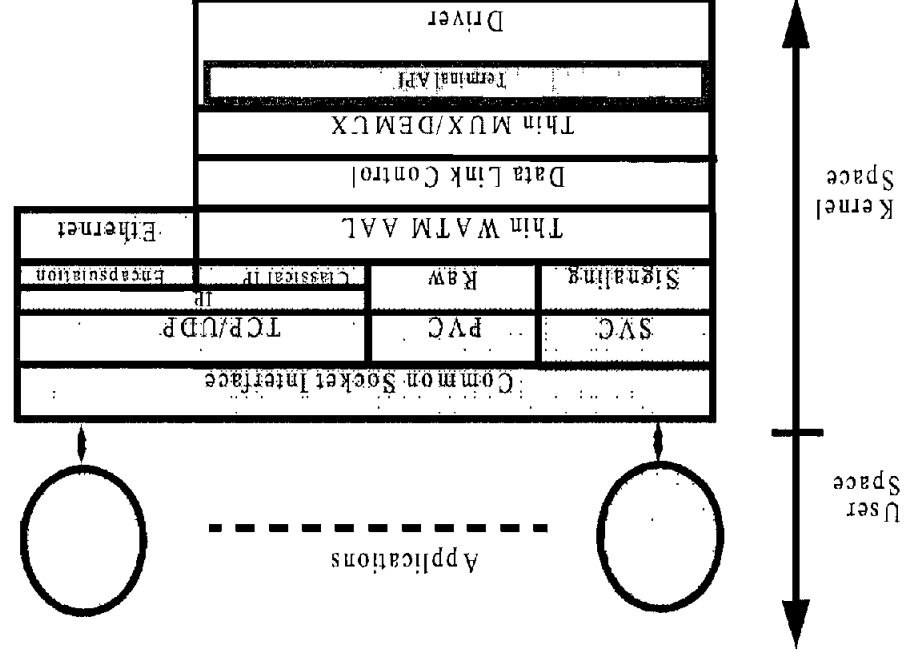 User
Space
Applications
Kernel
Space
Common Socket Interface
SVC
PVC
TCP/UDP
Signaling
Raw
IP
Classical IP
Encapsulation
Thin WATM AAL
Ethernet
Data Link Control
Thin MUX/DEMUX
Terminal API
Driver